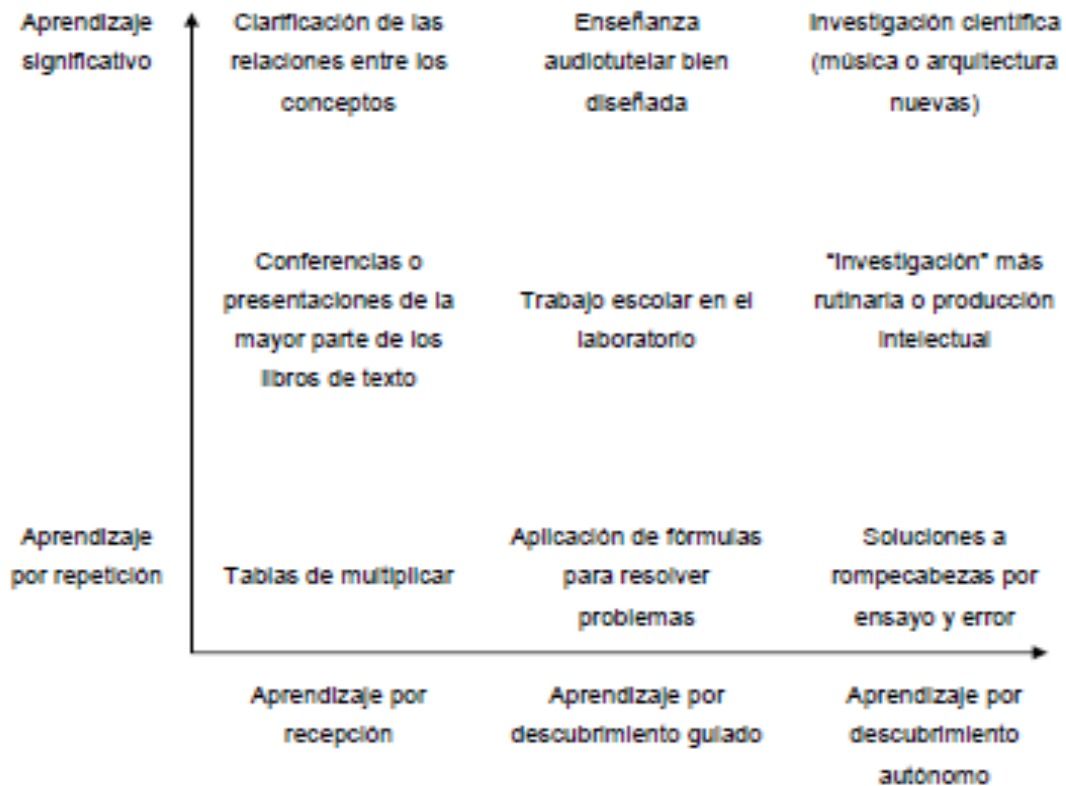 Aprendizaje
significativo
Clarificación de las
relaciones entre los
conceptos
Enseñanza
audiotutelar bien
diseñada
Investigación científica
(música o arquitectura
nuevas)
Conferencias o
presentaciones de la
mayor parte de los
libros de texto
Trabajo escolar en el
laboratorio
"Investigación" más
rutinaria o producción
intelectual
Aprendizaje
por repetición
Tablas de multiplicar
Aplicación de fórmulas
para resolver
problemas
Soluciones a
rompecabezas por
ensayo y error
Aprendizaje por
recepción
Aprendizaje por
descubrimiento guiado
Aprendizaje por
descubrimiento
autónomo